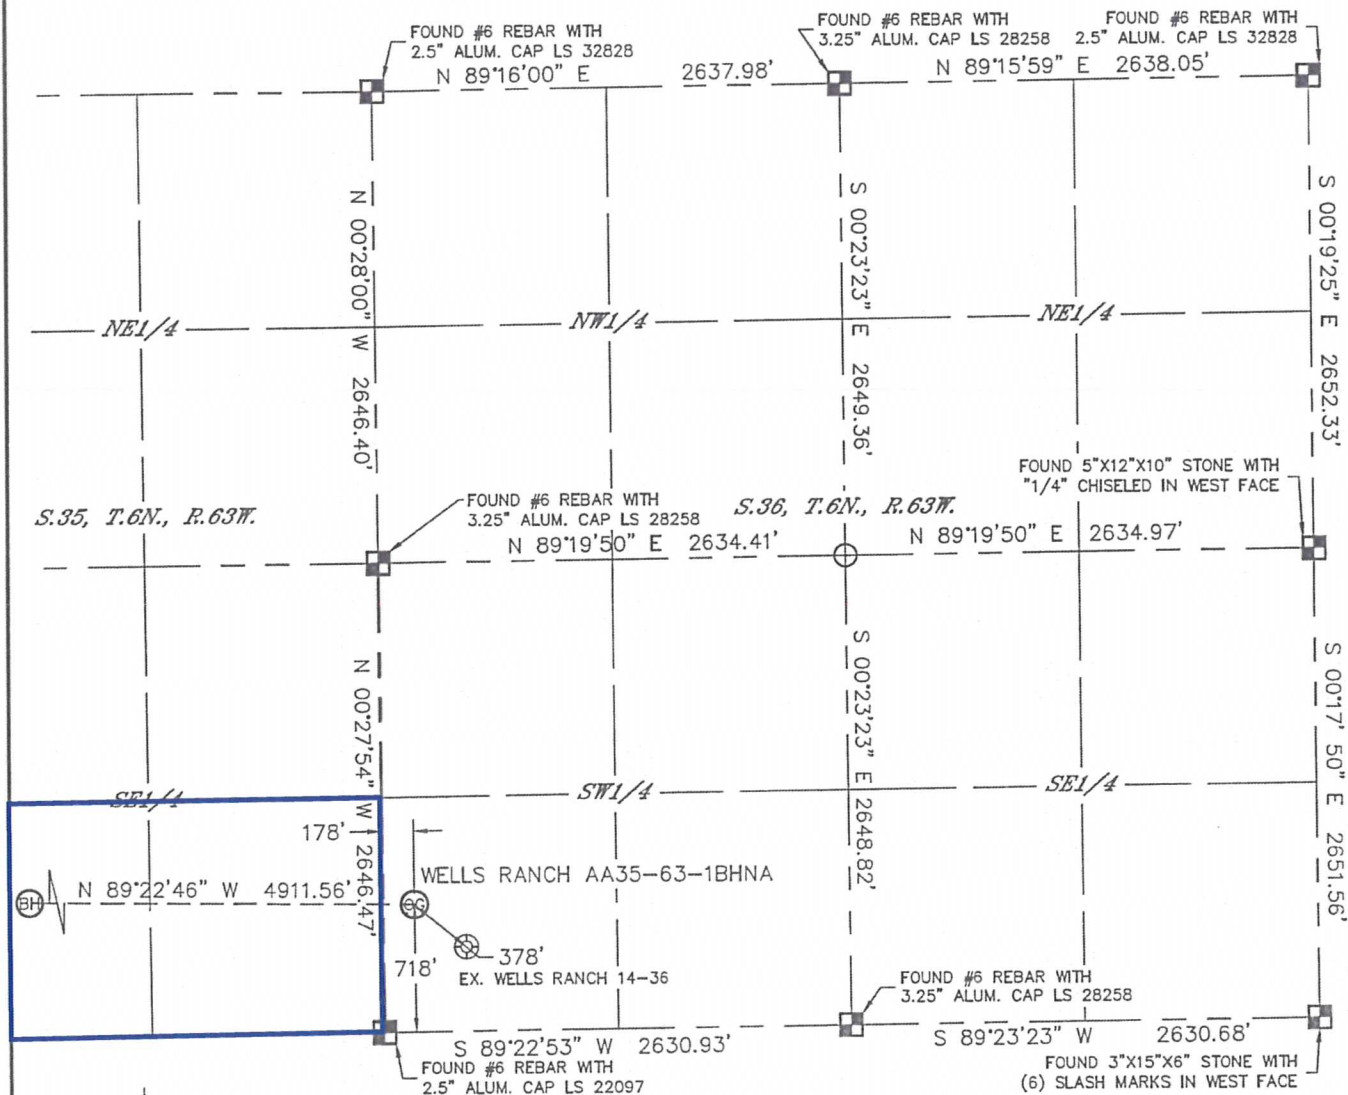 FOUND #6 REBAR WITH
2.5" ALUM. CAP LS 32828
FOUND #6 REBAR WITH
3.25" ALUM. CAP LS 28258
FOUND #6 REBAR WITH
2.5" ALUM. CAP LS 32828
N 89°16'00" E 2637.98'
N 89°15'59" E 2638.05'
N 00°28'00" W 2646.40'
S 00°23'23" E 2649.36'
S 00°19'25" E 2652.33'
NE1/4
NW1/4
NE1/4
FOUND 5"X12"X10" STONE WITH
"1/4" CHISELED IN WEST FACE
S.35, T.6N., R.63W.
FOUND #6 REBAR WITH
3.25" ALUM. CAP LS 28258
S.36, T.6N., R.63W.
N 89°19'50" E 2634.41'
N 89°19'50" E 2634.97'
N 00°27'54" W 2646.47'
S 00°23'23" E 2648.82'
S 00°17' 50" E 2651.56'
SE1/4
SW1/4
SE1/4
178'
WELLS RANCH AA35-63-1BHNA
BH
N 89°22'46" W 4911.56'
718'
378'
EX. WELLS RANCH 14-36
FOUND #6 REBAR WITH
3.25" ALUM. CAP LS 28258
S 89°22'53" W 2630.93'
S 89°23'23" W 2630.68'
FOUND #6 REBAR WITH
2.5" ALUM. CAP LS 22097
FOUND 3"X15"X6" STONE WITH
(6) SLASH MARKS IN WEST FACE